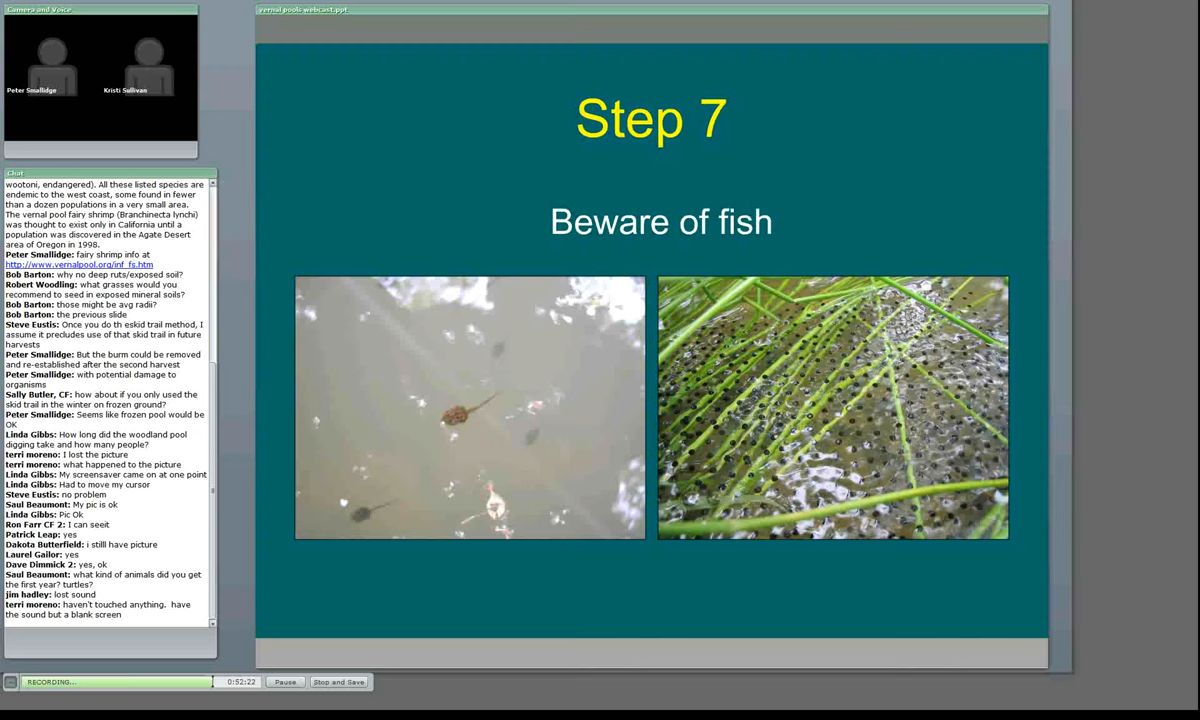 Camera and Voice
Peter Smallidge
Kristi Sullivan
Chat
wootoni, endangered). All these listed species are
endemic to the west coast, some found in fewer
than a dozen populations in a very small area.
The vernal pool fairy shrimp (Branchinecta lynchi)
was thought to exist only in California until a
population was discovered in the Agate Desert
area of Oregon in 1998.
Peter Smallidge: fairy shrimp info at
http://www.vernalpool.org/inf_fs.htm
Bob Barton: why no deep ruts/exposed soil?
Robert Woodling: what grasses would you
recommend to seed in exposed mineral soils?
Bob Barton: those might be avg radii?
Bob Barton: the previous slide
Steve Eustis: Once you do th eskid trail method, I
assume it precludes use of that skid trail in future
harvests
Peter Smallidge: But the burm could be removed
and re-established after the second harvest
Peter Smallidge: with potential damage to
organisms
Sally Butler, CF: how about if you only used the
skid trail in the winter on frozen ground?
Peter Smallidge: Seems like frozen pool would be
OK
Linda Gibbs: How long did the woodland pool
digging take and how many people?
terri moreno: I lost the picture
terri moreno: what happened to the picture
Linda Gibbs: My screensaver came on at one point
Linda Gibbs: Had to move my cursor
Steve Eustis: no problem
Saul Beaumont: My pic is ok
Linda Gibbs: Pic Ok
Ron Farr CF 2: I can seeit
Patrick Leap: yes
Dakota Butterfield: i stilll have picture
Laurel Gailor: yes
Dave Dimmick 2: yes, ok
Saul Beaumont: what kind of animals did you get
the first year? turtles?
jim hadley: lost sound
terri moreno: haven't touched anything. have
the sound but a blank screen
vernal pools webcast.ppt
Step 7
Beware of fish
RECORDING...
0:52:22
Pause
Stop and Save